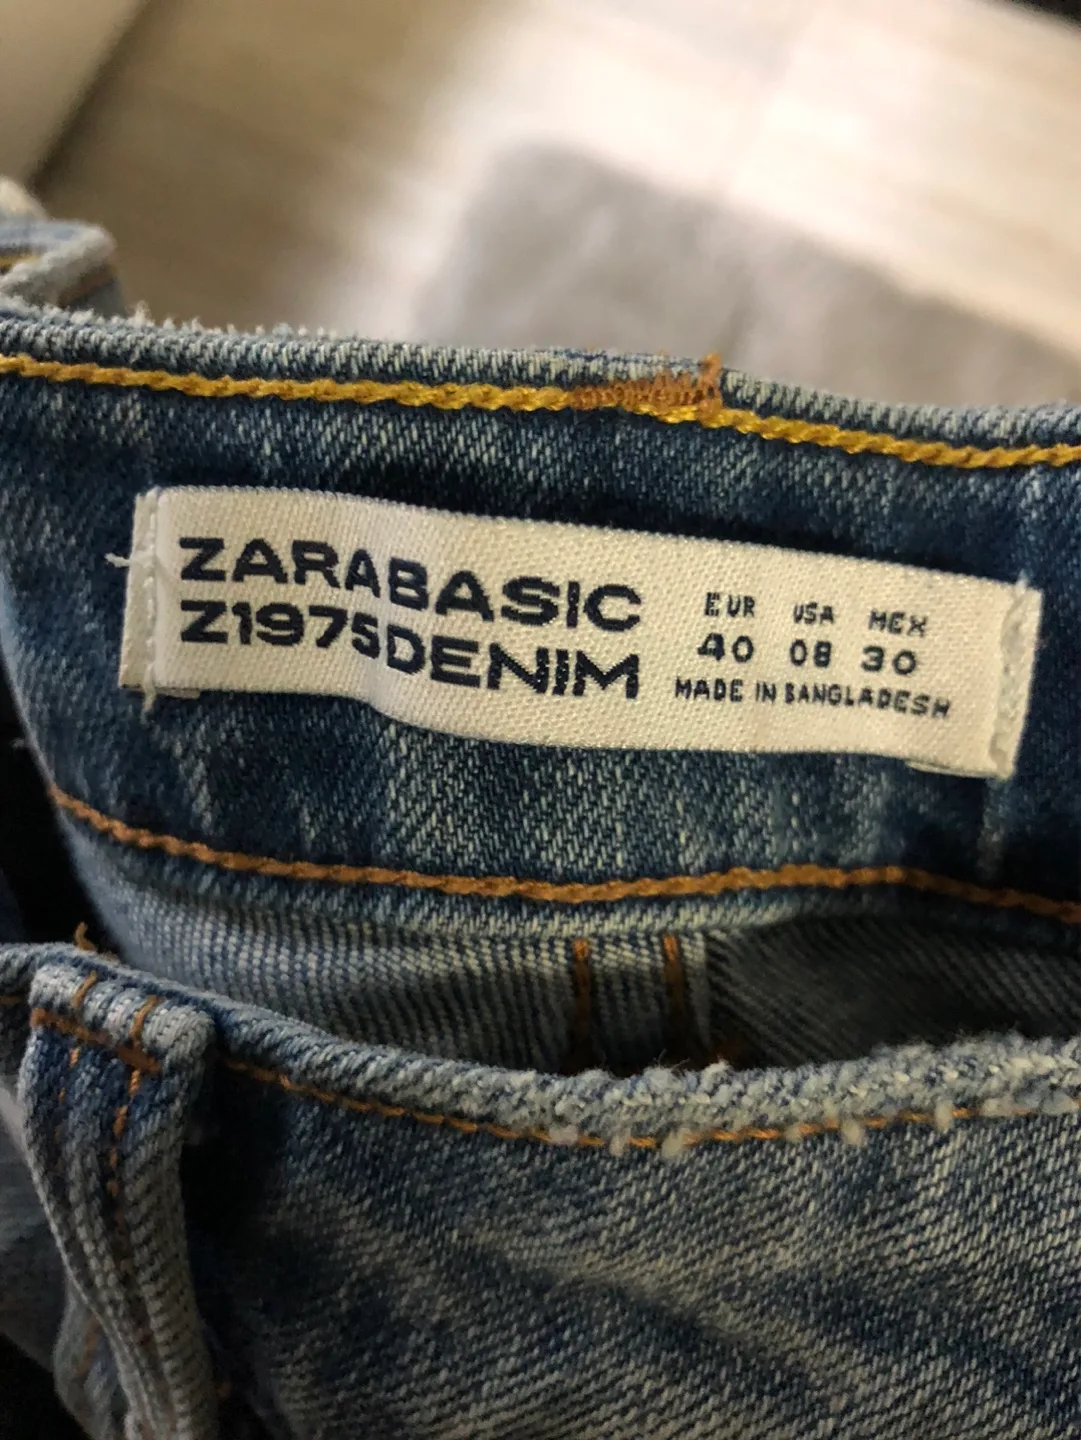 ZARABASIC
Z1975DENIM
EUR USA MEX
40 08 30
MADE IN BANGLADESH